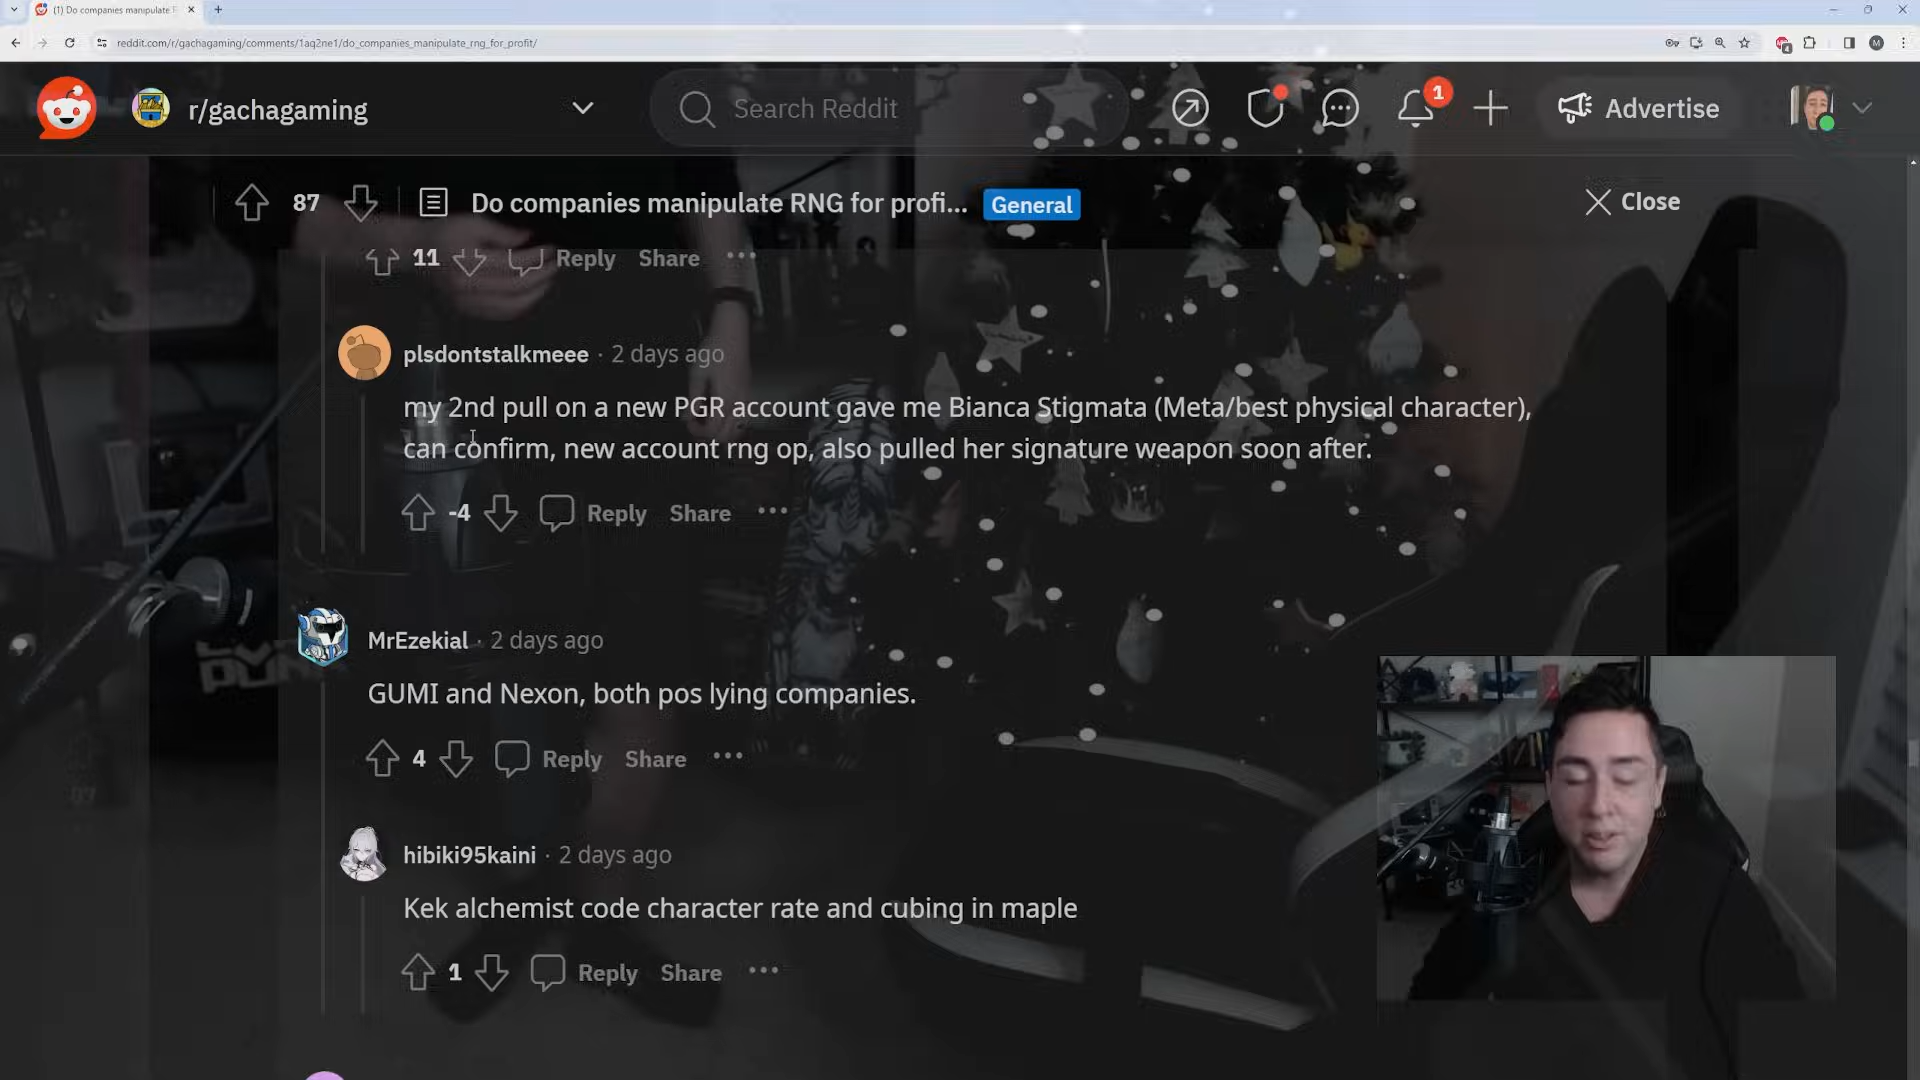 (1) Do companies manipulate
reddit.com/r/gachagaming/comments/1aq2ne1/do_companies_manipulate_rng_for_profit/
4
M
r/gachagaming
Search Reddit
1
Advertise
87
Do companies manipulate RNG for profi...
General
Close
11
Reply
Share
plsdontstalkmeee · 2 days ago
my 2nd pull on a new PGR account gave me Bianca Stigmata (Meta/best physical character),
can confirm, new account rng op, also pulled her signature weapon soon after.
-4
Reply
Share
MrEzekial · 2 days ago
GUMI and Nexon, both pos lying companies.
4
Reply
Share
hibiki95kaini · 2 days ago
Kek alchemist code character rate and cubing in maple
1
Reply
Share